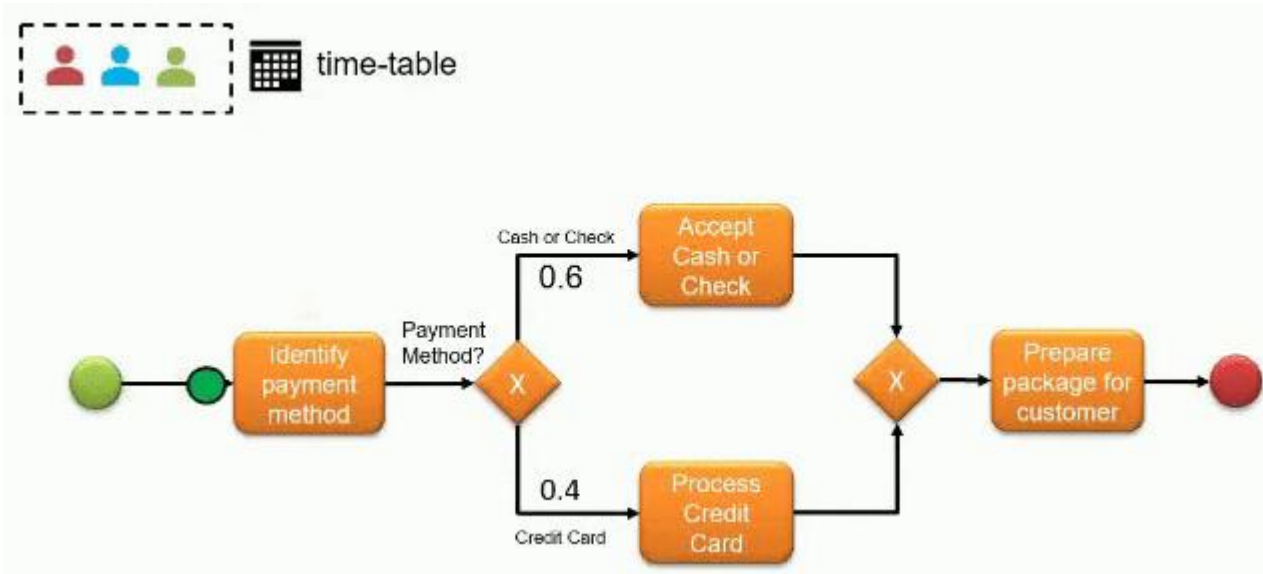 time-table
Cash or Check
0.6
Accept
Cash or
Check
Payment
Method?
Identify
payment
method
X
X
Prepare
package for
customer
0.4
Credit Card
Process
Credit
Card